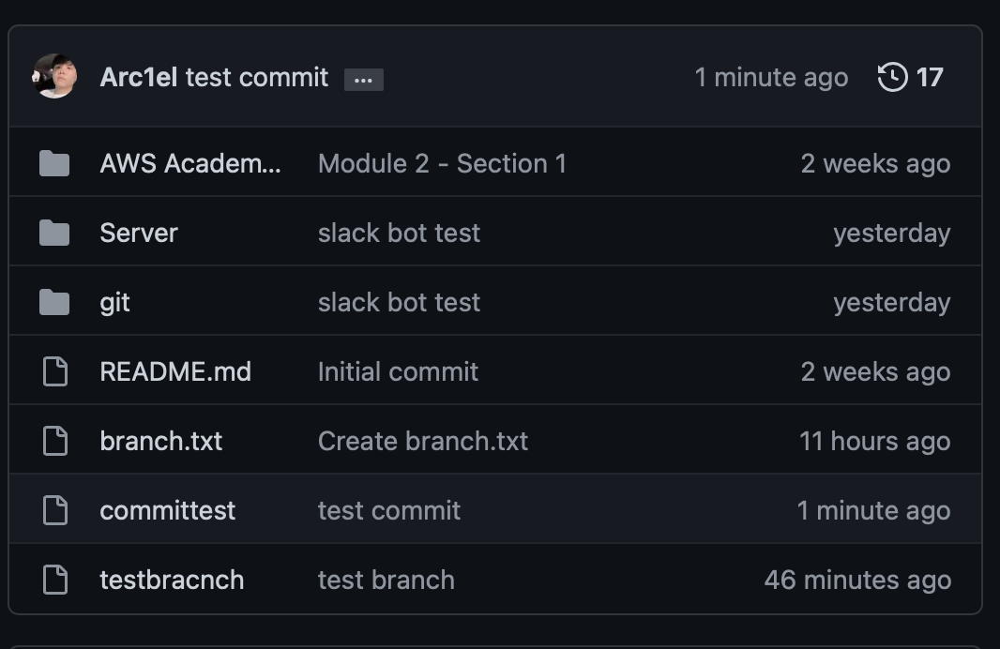 Arc1el test commit ... 1 minute ago 17
AWS Academ... Module 2 - Section 1 2 weeks ago
Server slack bot test yesterday
git slack bot test yesterday
README.md Initial commit 2 weeks ago
branch.txt Create branch.txt 11 hours ago
committest test commit 1 minute ago
testbracnch test branch 46 minutes ago